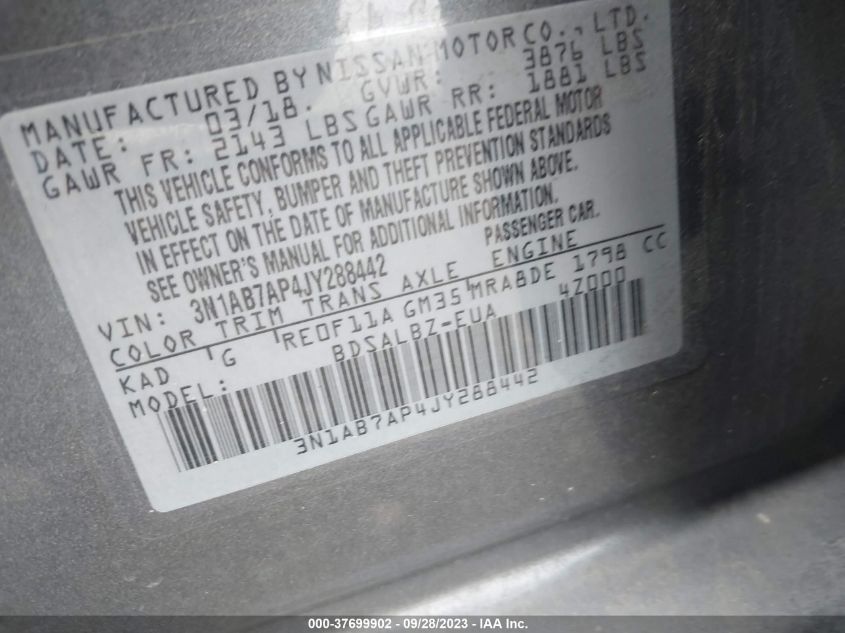 MANUFACTURED BY NISSAN MOTOR CO., LTD.
DATE: 03/18. GVWR: 3876 LBS
GAWR FR: 2143 LBS GAWR RR: 1881 LBS
THIS VEHICLE CONFORMS TO ALL APPLICABLE FEDERAL MOTOR
VEHICLE SAFETY, BUMPER AND THEFT PREVENTION STANDARDS
IN EFFECT ON THE DATE OF MANUFACTURE SHOWN ABOVE.
SEE OWNER'S MANUAL FOR ADDITIONAL INFORMATION.
VIN: 3N1AB7AP4JY288442 PASSENGER CAR.
COLOR TRIM TRANS AXLE ENGINE
KAD G RE0F11A GM35 MRA8DE 1798 CC
MODEL: BDSALBZ-EUA 4Z000
3N1AB7AP4JY288442
000-37699902 - 09/28/2023 - IAA Inc.